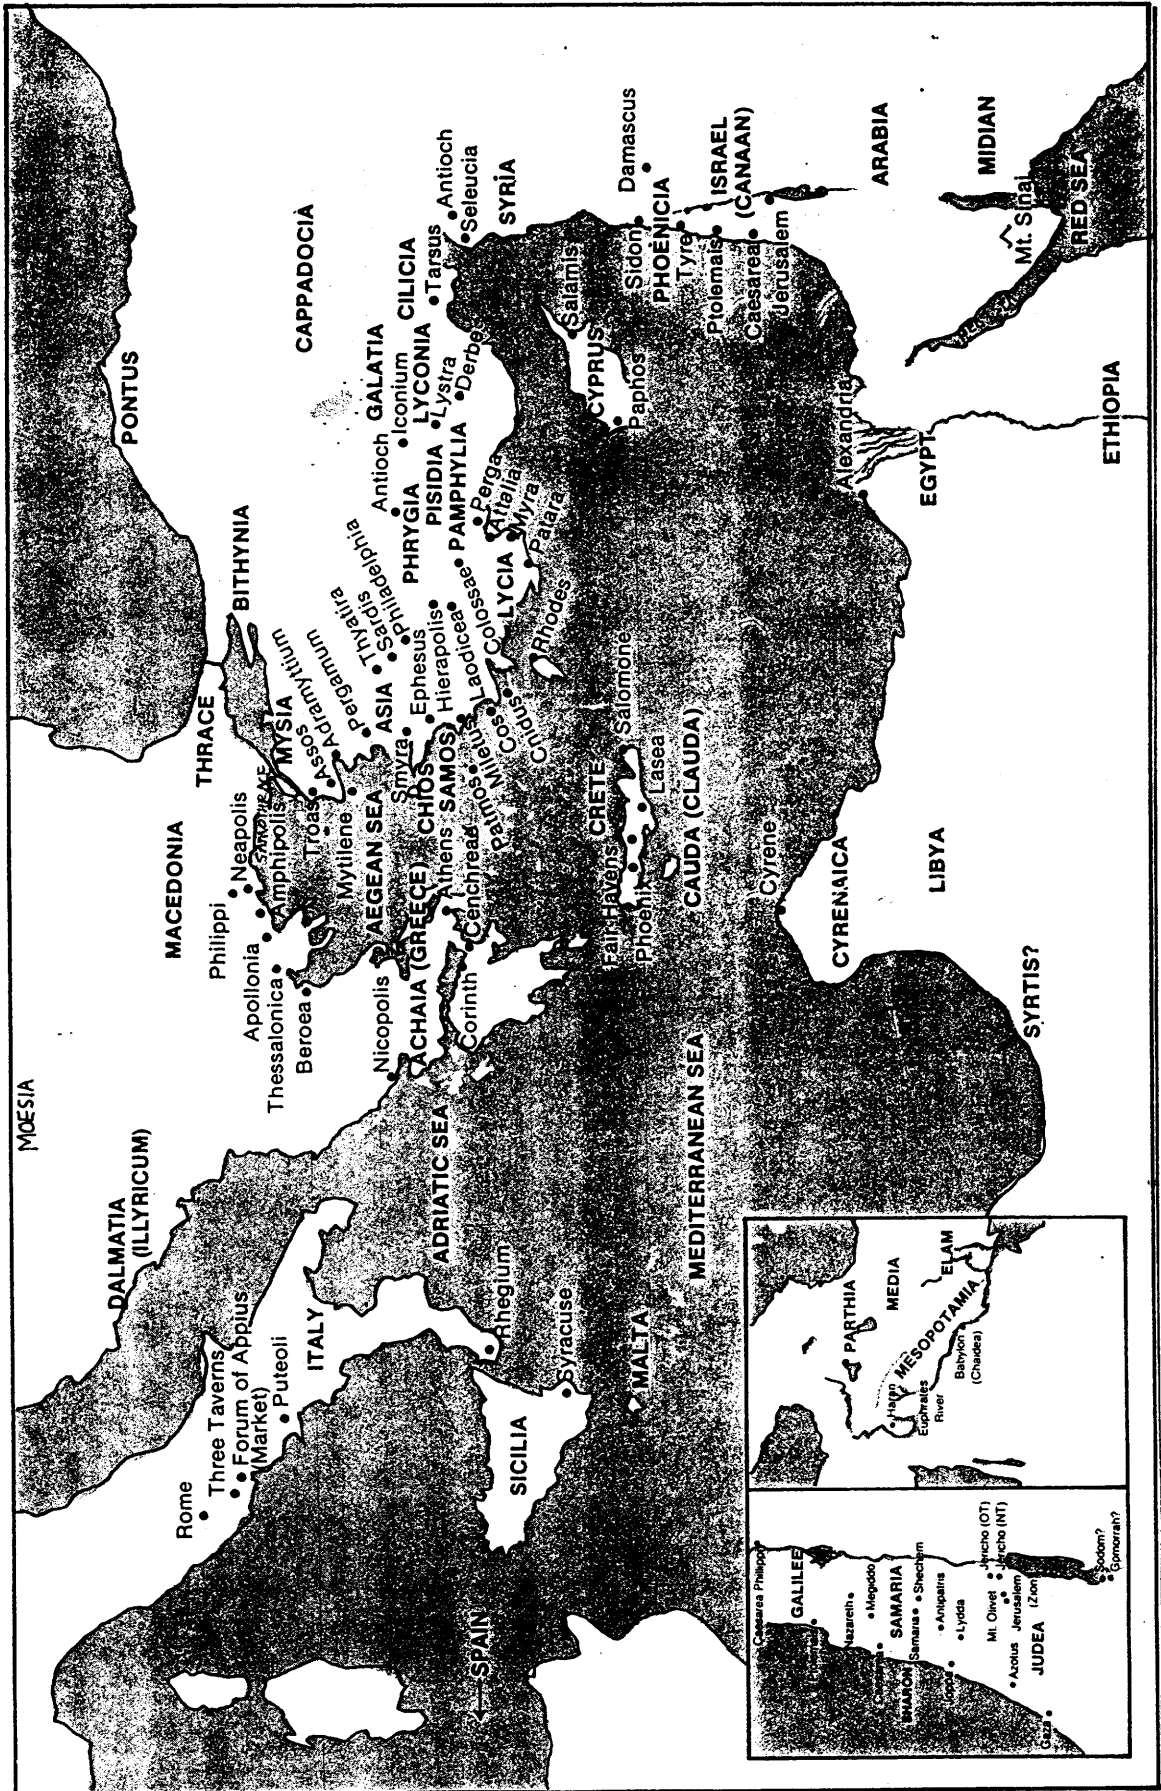 MOESIA
DALMATIA
(ILLYRICUM)
MACEDONIA
THRACE
BITHYNIA
PONTUS
CAPPADOCIA
Rome
Three Taverns
Forum of Appius
(Market)
Puteoli
ITALY
Philippi
Neapolis
Apollonia
Amphipolis
Thessalonica
Beroea
SAMOTHRACE
Troas
Assos
Adramyttium
MYSIA
Mytilene
Pergamum
Thyatira
Sardis
Philadelphia
ASIA
Smyra
Ephesus
Hierapolis
Laodicea
Colossae
PHRYGIA
Antioch
GALATIA
Iconium
LYCONIA
Lystra
Derbe
CILICIA
Tarsus
Antioch
Seleucia
SYRIA
PISIDIA
PAMPHYLIA
Perga
Attalia
Myra
Patara
LYCIA
Rhodes
Nicopolis
AEGEAN SEA
ACHAIA (GREECE)
CHIOS
SAMOS
Athens
Cenchreae
Corinth
Patmos
Miletus
Cos
Cnidus
ADRIATIC SEA
Rhegium
Syracuse
SICILIA
MALTA
←SPAIN
CRETE
Fair Havens
Phoenix
Salomone
Lasea
CAUDA (CLAUDA)
MEDITERRANEAN SEA
CYPRUS
Salamis
Paphos
Damascus
Sidon
PHOENICIA
Tyre
Ptolemais
ISRAEL
(CANAAN)
Caesarea
Jerusalem
ARABIA
MIDIAN
Mt. Sinai
RED SEA
Alexandria
EGYPT
ETHIOPIA
Cyrene
CYRENAICA
LIBYA
SYRTIS?
PARTHIA
MEDIA
ELAM
MESOPOTAMIA
Haran
Euphrates
River
Babylon
(Chaldea)
Caesarea Philippi
GALILEE
Nazareth
Megiddo
SAMARIA
Samaria
Shechem
SHARON
Antipatris
Joppa
Lydda
Jericho (OT)
Jericho (NT)
Mt. Olivet
Jerusalem
(Zion)
Azotus
JUDEA
Gaza
Sodom?
Gomorrah?